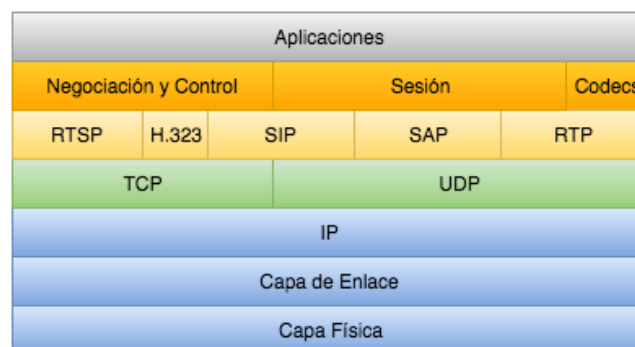 Aplicaciones
Negociación y Control Sesión Codecs
RTSP H.323 SIP SAP RTP
TCP UDP
IP
Capa de Enlace
Capa Física